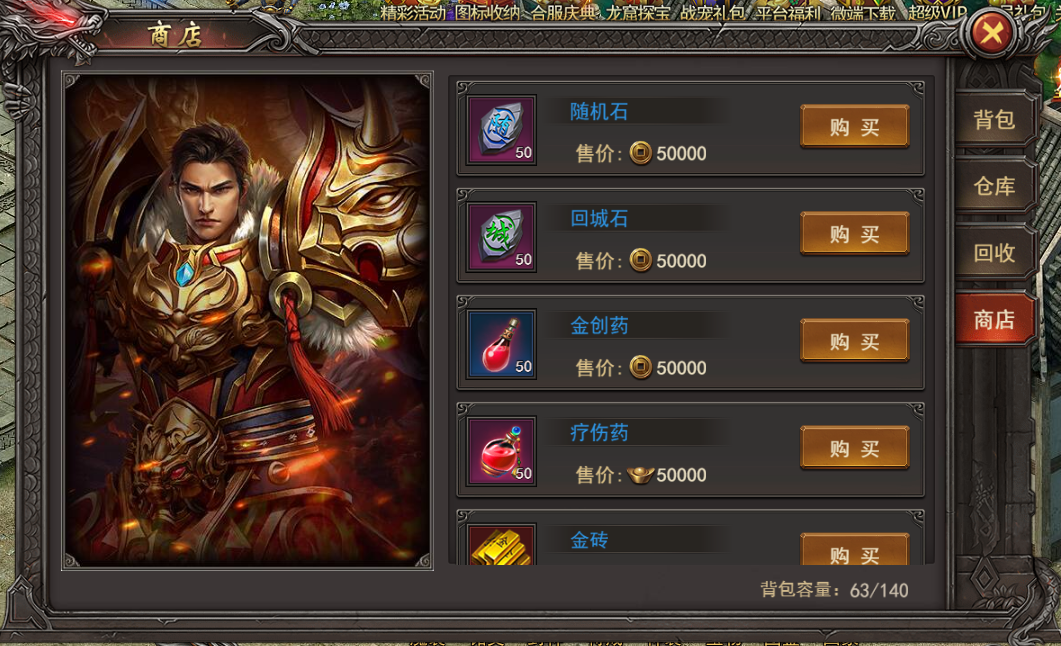 精彩活动 图标收纳 合服庆典 龙窟探宝 战宠礼包 平台福利 微端下载 超级VIP
商店
背包
仓库
回收
商店
随
50
随机石
售价: 50000
购买
城
50
回城石
售价: 50000
购买
50
金创药
售价: 50000
购买
50
疗伤药
售价: 50000
购买
金砖
购买
背包容量: 63/140